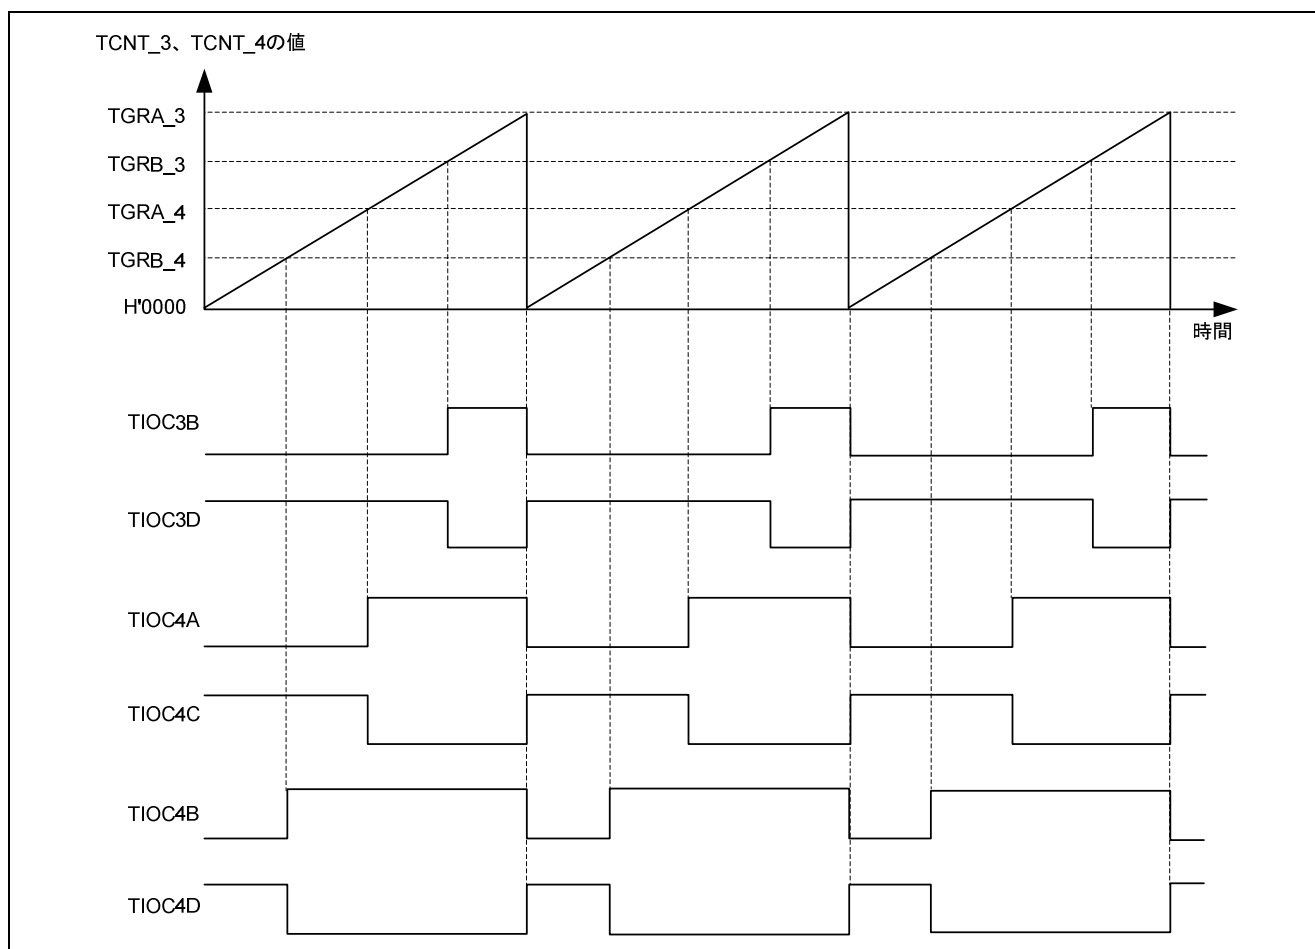 TCNT_3、TCNT_4の値
TGRA_3
TGRB_3
TGRA_4
TGRB_4
H'0000
時間
TIOC3B
TIOC3D
TIOC4A
TIOC4C
TIOC4B
TIOC4D